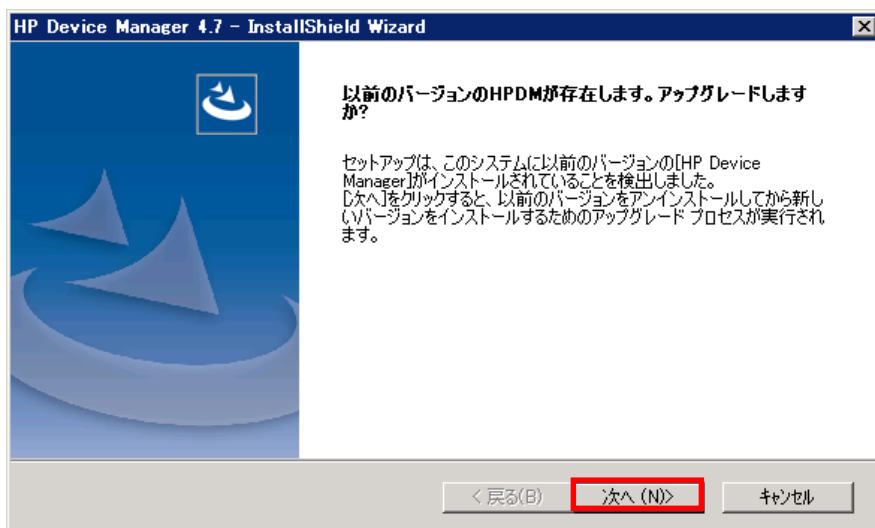 HP Device Manager 4.7 - InstallShield Wizard
以前のバージョンのHPDMが存在します。アップグレードします
か?
セットアップは、このシステムに以前のバージョンの[HP Device
Manager]がインストールされていることを検出しました。
[次へ]をクリックすると、以前のバージョンをアンインストールしてから新し
いバージョンをインストールするためのアップグレード プロセスが実行され
ます。
< 戻る(B)
次へ (N)>
キャンセル